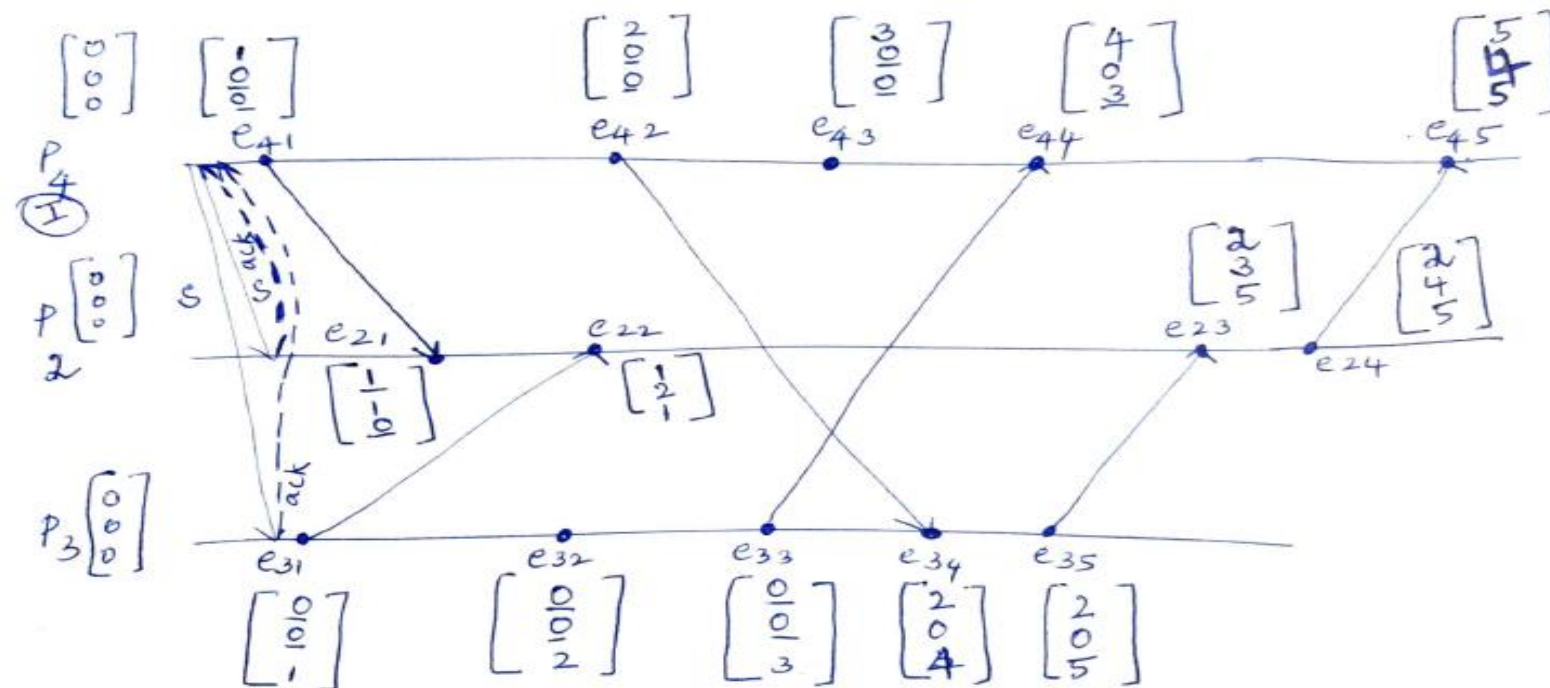 [0 0 0] [1 0 0] [2 0 0] [3 0 0] [4 0 3] [5 4 5]
e41 e42 e43 e44 e45
P4
I
ack
S S
P2 [0 0 0]
[2 3 5] [2 4 5]
e21 e22 e23 e24
[1 1 0] [1 2 1]
ack
P3 [0 0 0]
e31 e32 e33 e34 e35
[0 0 1] [0 0 2] [0 0 3] [2 0 4] [2 0 5]